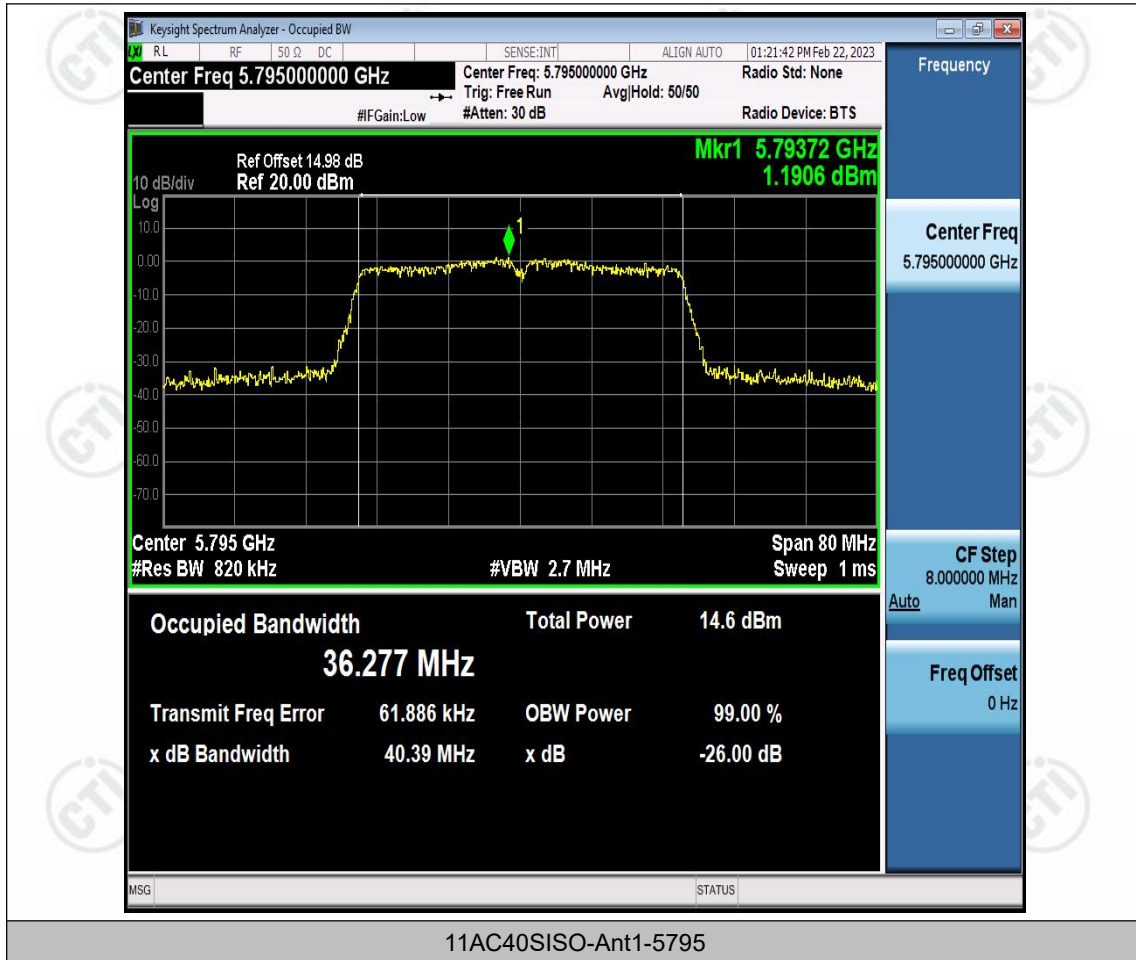 Keysight Spectrum Analyzer - Occupied BW
LXI RL RF 50 Ω DC SENSE:INT ALIGN AUTO 01:21:42 PM Feb 22, 2023
Center Freq 5.795000000 GHz
Center Freq: 5.795000000 GHz Radio Std: None
Trig: Free Run Avg|Hold: 50/50
#IFGain:Low #Atten: 30 dB Radio Device: BTS
Frequency
Mkr1 5.79372 GHz
1.1906 dBm
Ref Offset 14.98 dB
10 dB/div Ref 20.00 dBm
Log
10.0
0.00
-10.0
-20.0
-30.0
-40.0
-50.0
-60.0
-70.0
1
Center 5.795 GHz Span 80 MHz
#Res BW 820 kHz #VBW 2.7 MHz Sweep 1 ms
Center Freq
5.795000000 GHz
CF Step
8.000000 MHz
Auto Man
Freq Offset
0 Hz
Occupied Bandwidth Total Power 14.6 dBm
36.277 MHz
Transmit Freq Error 61.886 kHz OBW Power 99.00 %
x dB Bandwidth 40.39 MHz x dB -26.00 dB
MSG STATUS
11AC40SISO-Ant1-5795
CTI
CTI
CTI
CTI
CTI
CTI